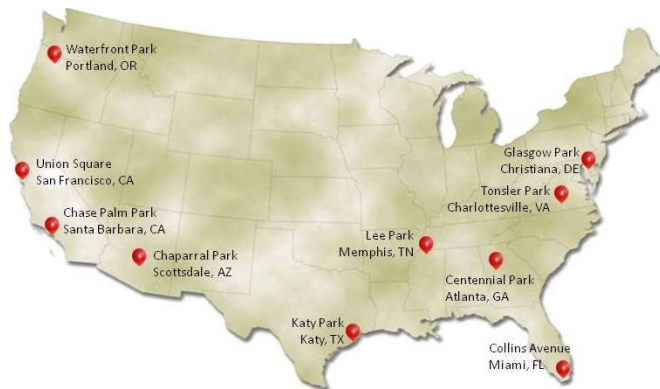 Waterfront Park
Portland, OR
Glasgow Park
Christiana, DE
Union Square
San Francisco, CA
Tonsler Park
Charlottesville, VA
Chase Palm Park
Santa Barbara, CA
Lee Park
Memphis, TN
Chaparral Park
Scottsdale, AZ
Centennial Park
Atlanta, GA
Katy Park
Katy, TX
Collins Avenue
Miami, FL